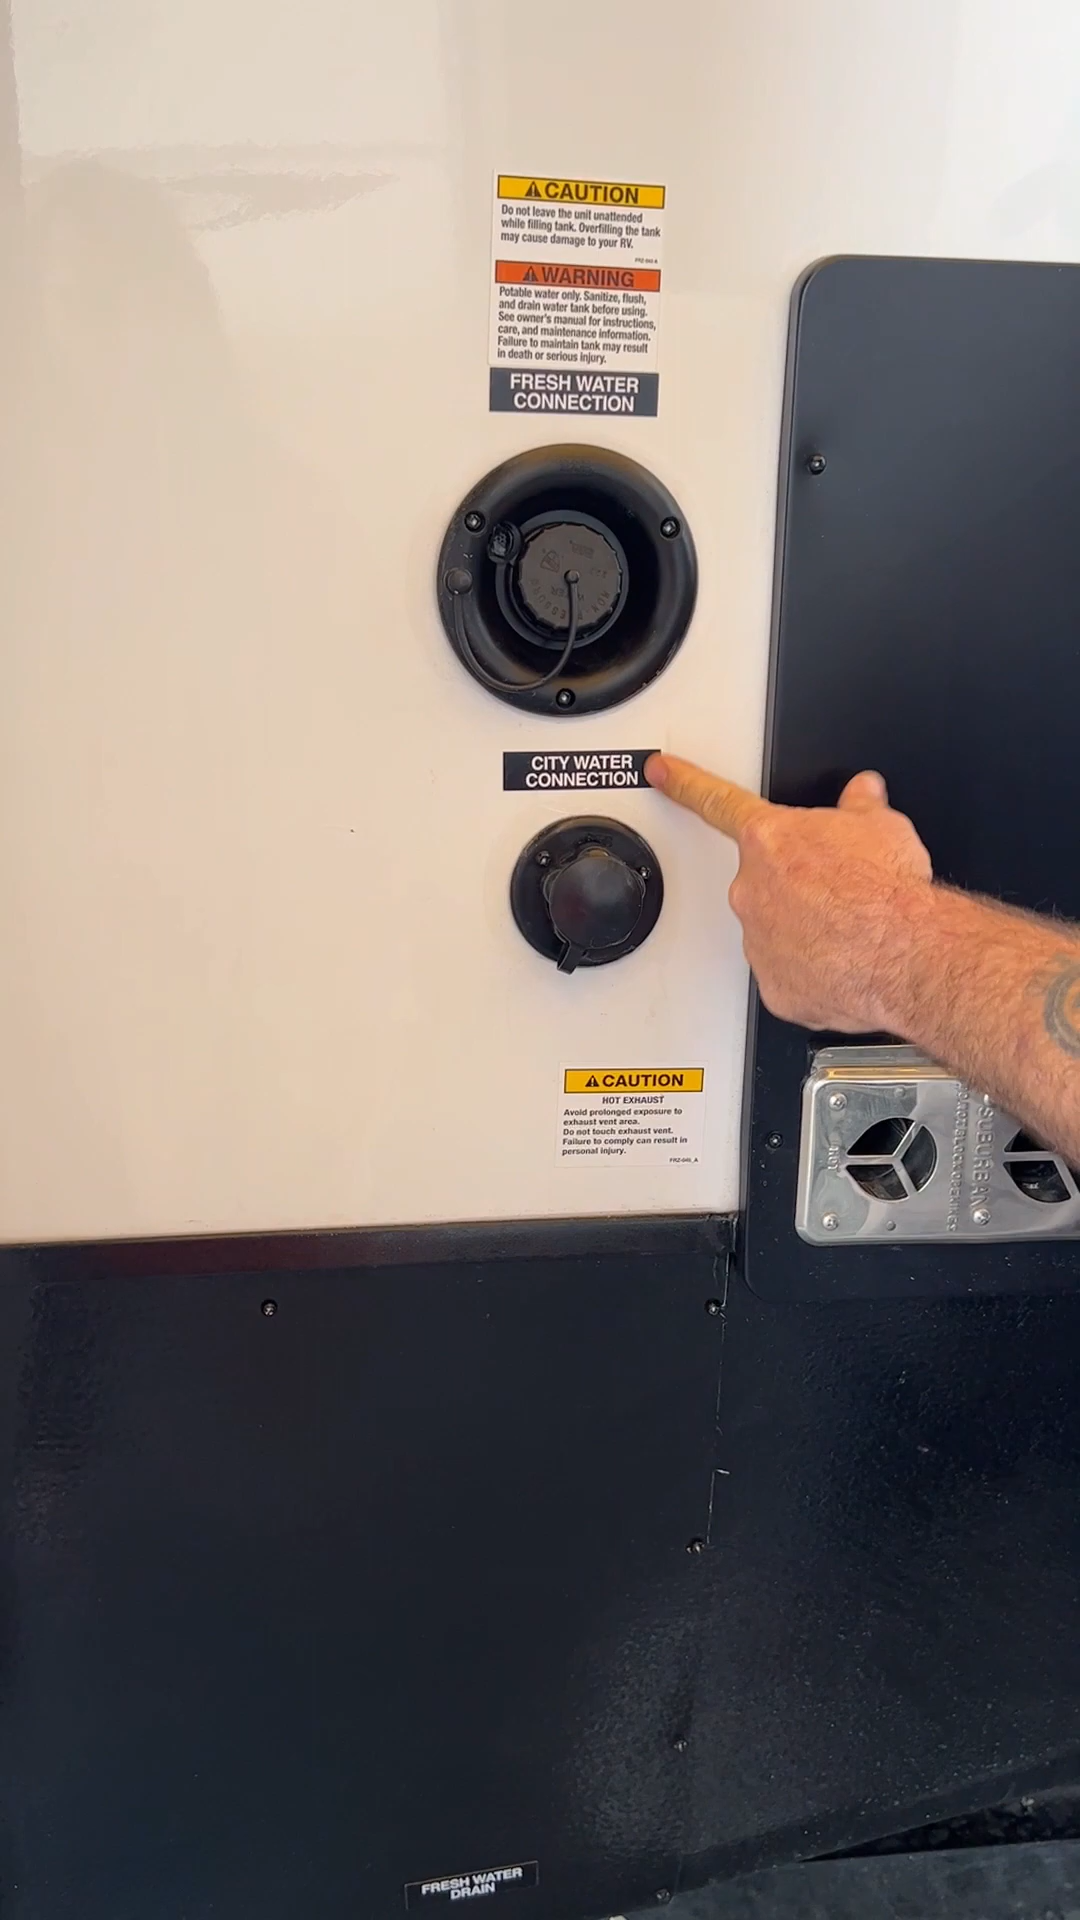 CAUTION
Do not leave the unit unattended
while filling tank. Overfilling the tank
may cause damage to your RV.
WARNING
Potable water only. Sanitize, flush,
and drain water tank before using.
See owner's manual for instructions,
care, and maintenance information.
Failure to maintain tank may result
in death or serious injury.
FRESH WATER
CONNECTION
CITY WATER
CONNECTION
CAUTION
HOT EXHAUST
Avoid prolonged exposure to
exhaust vent area.
Do not touch exhaust vent.
Failure to comply can result in
personal injury.
SUBURBAN
HOT
FRESH WATER
DRAIN